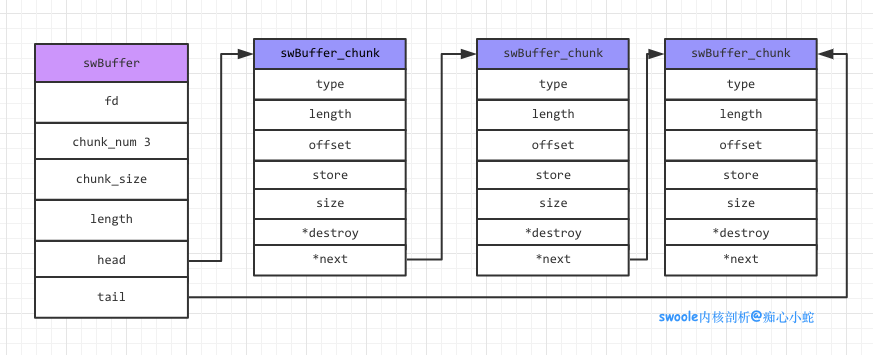 swBuffer
fd
chunk_num 3
chunk_size
length
head
tail
swBuffer_chunk
type
length
offset
store
size
*destroy
*next
swBuffer_chunk
type
length
offset
store
size
*destroy
*next
swBuffer_chunk
type
length
offset
store
size
*destroy
*next
swoole内核剖析@痴心小蛇